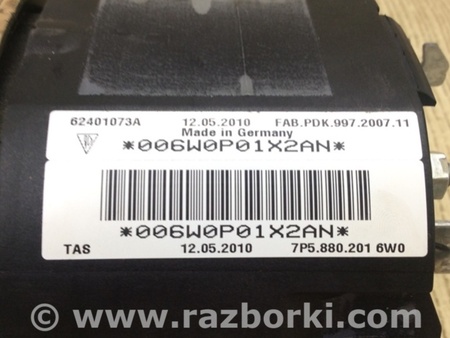 62401073A 12.05.2010 FAB.PDK.997.2007.11
Made in Germany
*006W0P01X2AN*
*006W0P01X2AN*
TAS 12.05.2010 7P5.880.201 6W0
© www.razborki.com